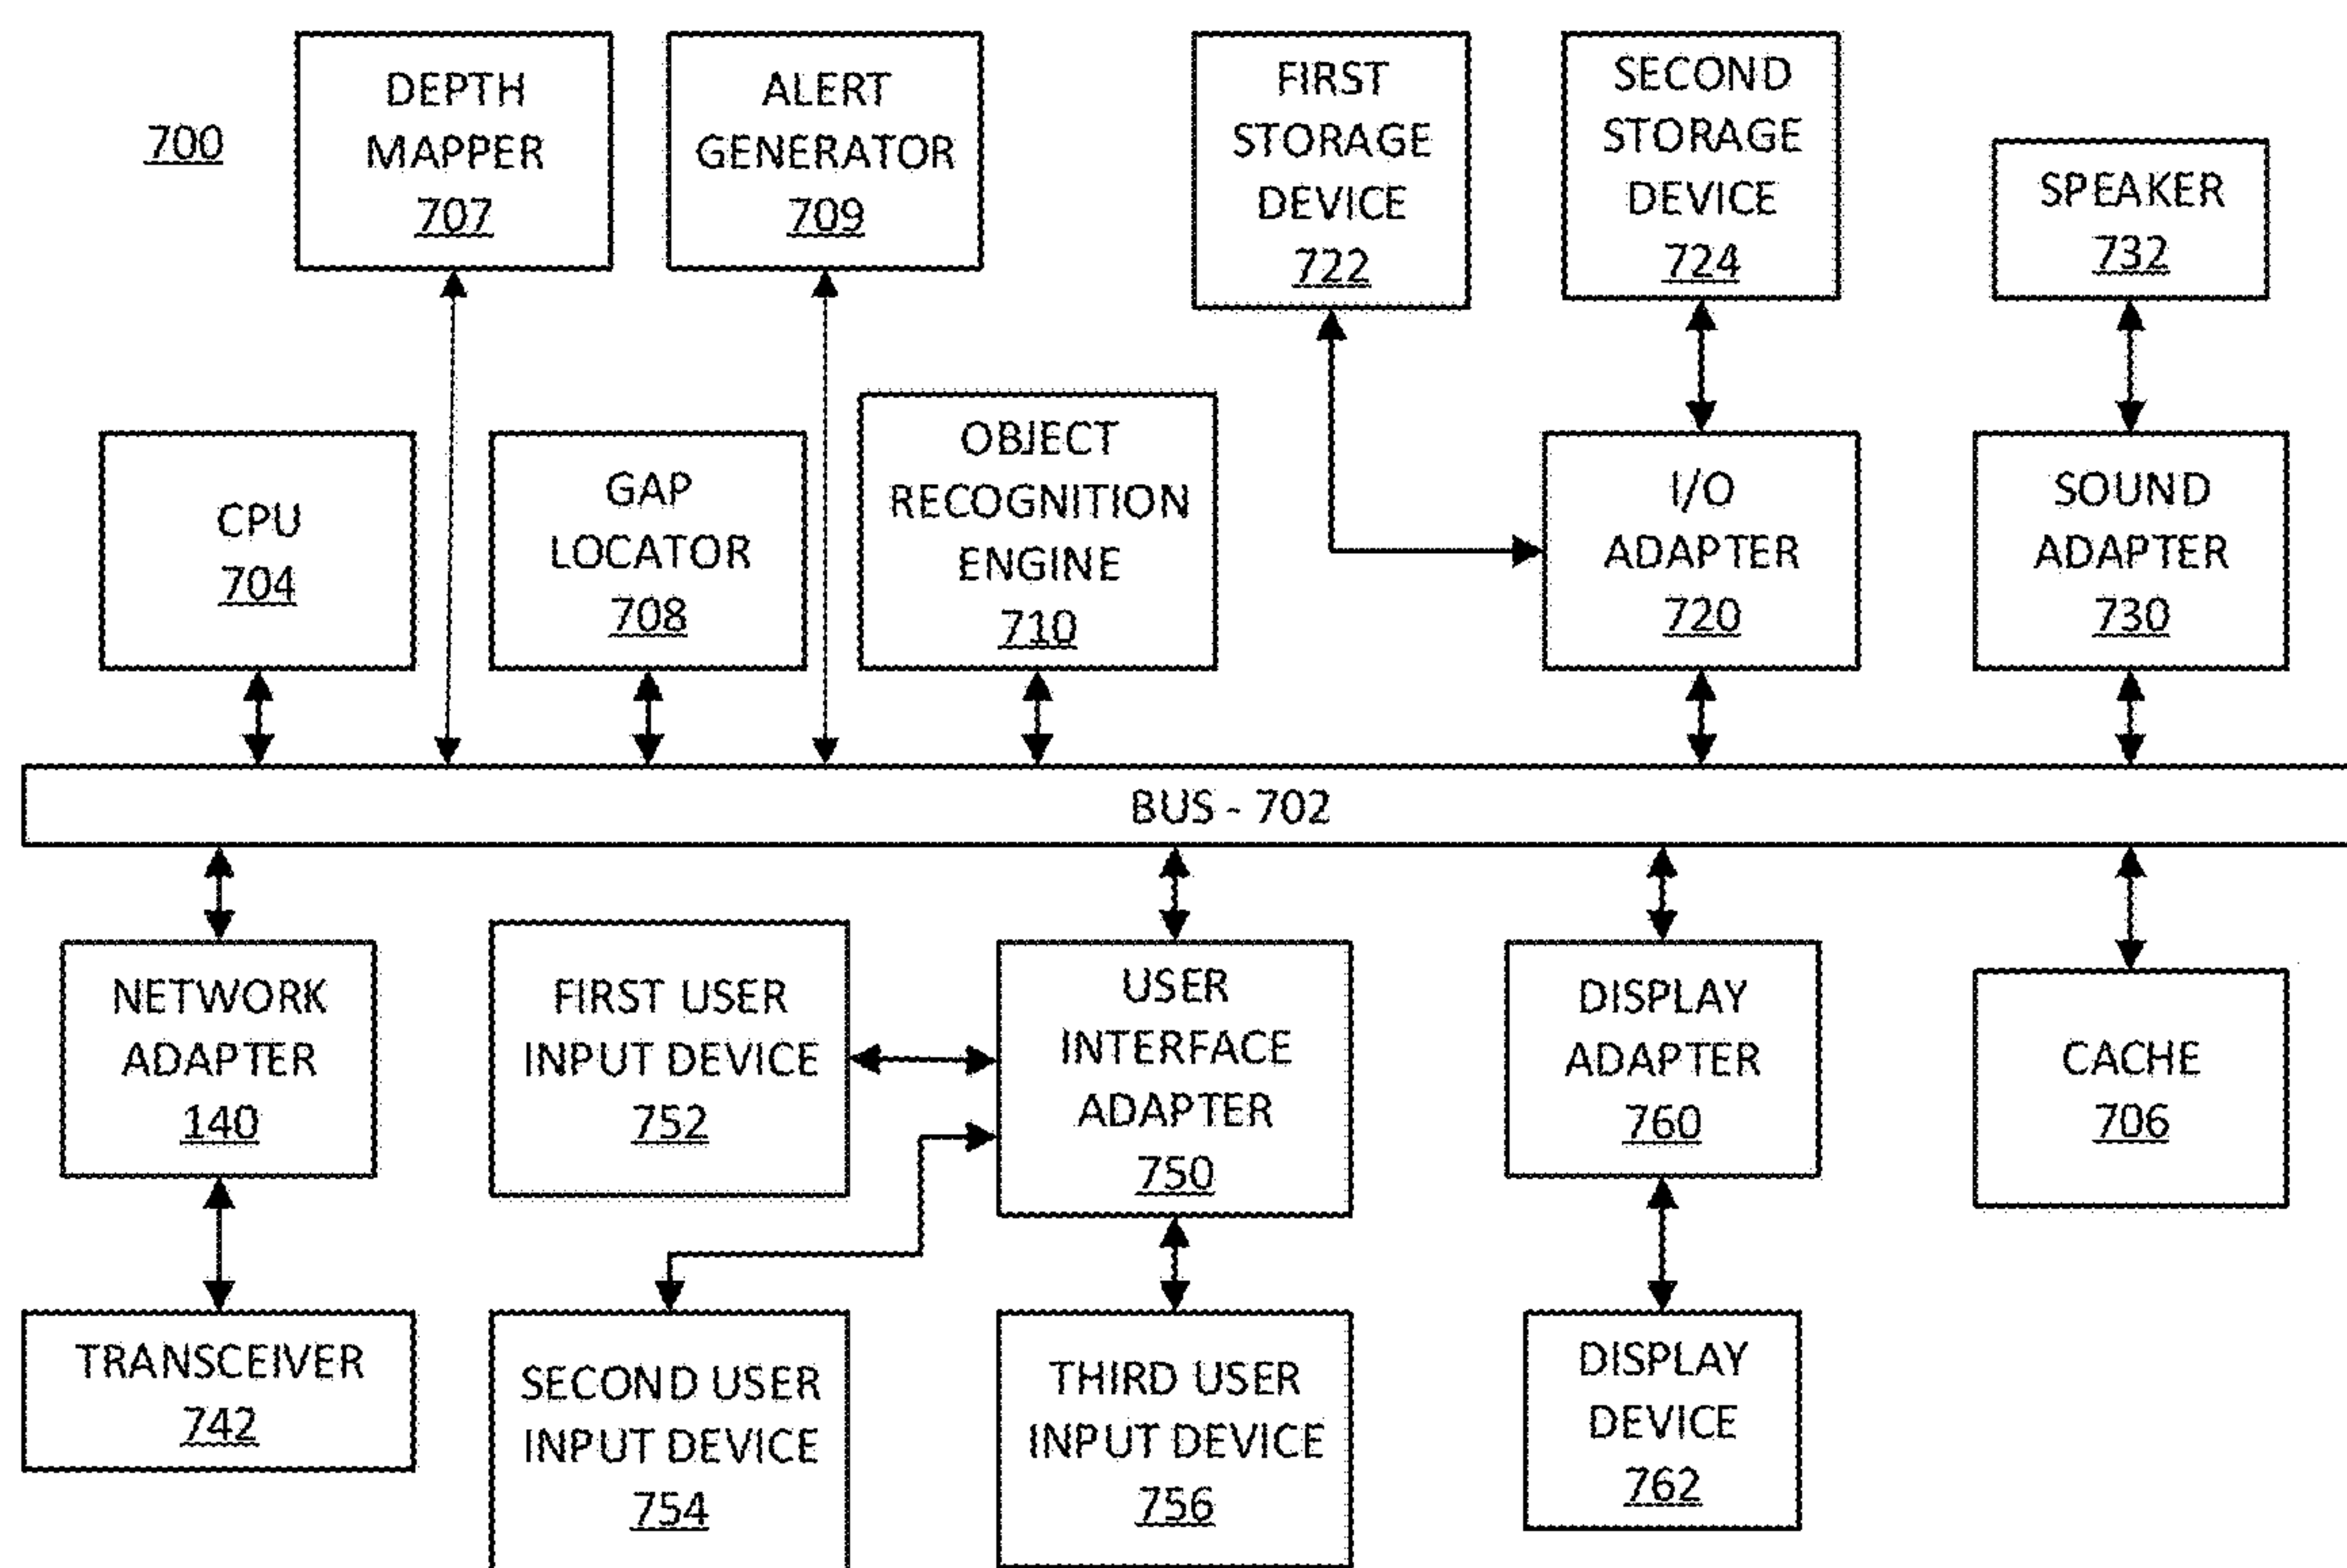 700
DEPTH
MAPPER
707
ALERT
GENERATOR
709
FIRST
STORAGE
DEVICE
722
SECOND
STORAGE
DEVICE
724
SPEAKER
732
CPU
704
GAP
LOCATOR
708
OBJECT
RECOGNITION
ENGINE
710
I/O
ADAPTER
720
SOUND
ADAPTER
730
BUS - 702
NETWORK
ADAPTER
140
FIRST USER
INPUT DEVICE
752
USER
INTERFACE
ADAPTER
750
DISPLAY
ADAPTER
760
CACHE
706
TRANSCEIVER
742
SECOND USER
INPUT DEVICE
754
THIRD USER
INPUT DEVICE
756
DISPLAY
DEVICE
762